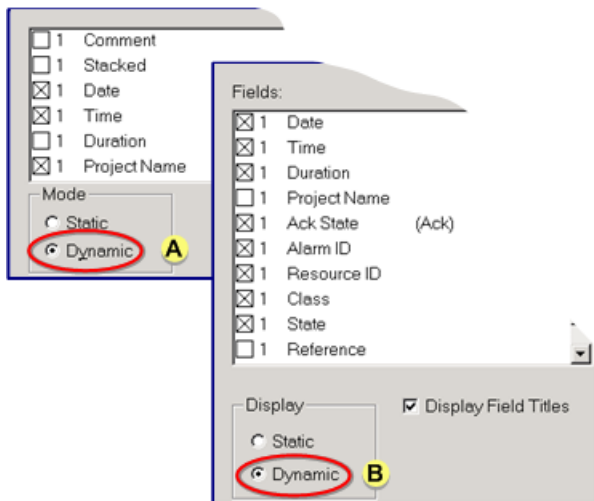 1 Comment
1 Stacked
1 Date
1 Time
1 Duration
1 Project Name
Mode
Static
Dynamic A
Fields:
1 Date
1 Time
1 Duration
1 Project Name
1 Ack State (Ack)
1 Alarm ID
1 Resource ID
1 Class
1 State
1 Reference
Display
Display Field Titles
Static
Dynamic B